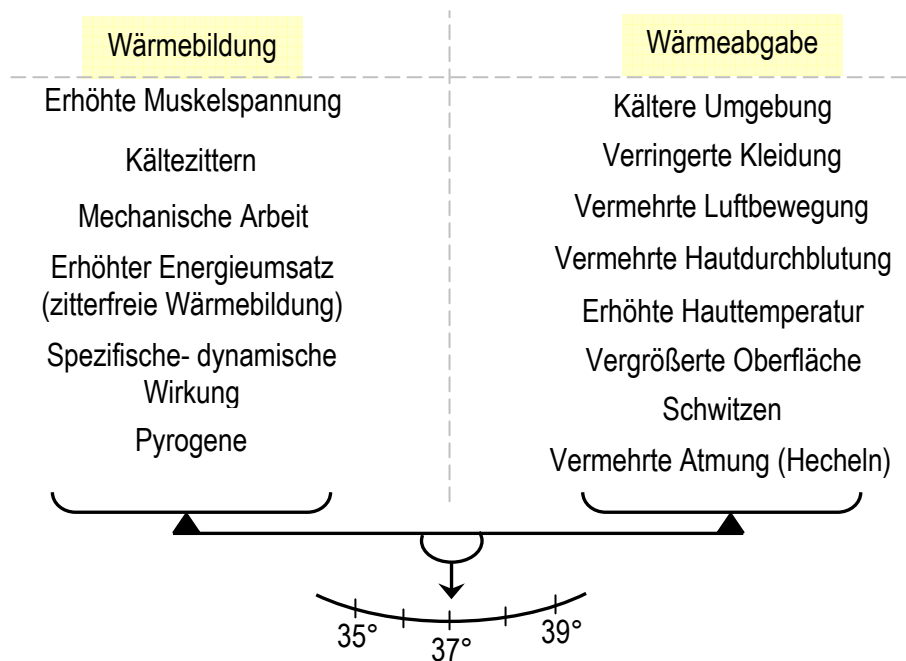 Wärmebildung
Erhöhte Muskelspannung
Kältezittern
Mechanische Arbeit
Erhöhter Energieumsatz
(zitterfreie Wärmebildung)
Spezifische- dynamische
Wirkung
Pyrogene
Wärmeabgabe
Kältere Umgebung
Verringerte Kleidung
Vermehrte Luftbewegung
Vermehrte Hautdurchblutung
Erhöhte Hauttemperatur
Vergrößerte Oberfläche
Schwitzen
Vermehrte Atmung (Hecheln)
35°
37°
39°